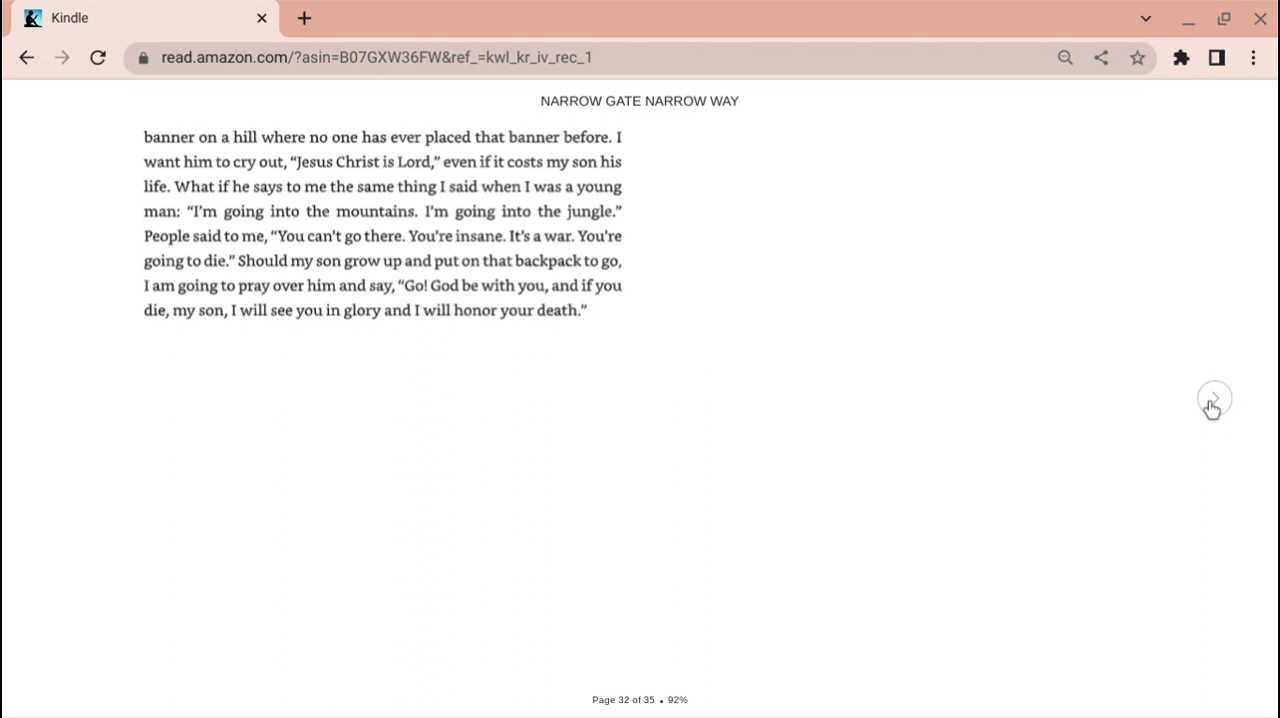 Kindle
read.amazon.com/?asin=B07GXW36FW&ref_=kwl_kr_iv_rec_1
NARROW GATE NARROW WAY
banner on a hill where no one has ever placed that banner before. I
want him to cry out, “Jesus Christ is Lord,” even if it costs my son his
life. What if he says to me the same thing I said when I was a young
man: “I’m going into the mountains. I’m going into the jungle.”
People said to me, “You can’t go there. You’re insane. It’s a war. You’re
going to die.” Should my son grow up and put on that backpack to go,
I am going to pray over him and say, “Go! God be with you, and if you
die, my son, I will see you in glory and I will honor your death.”
Page 32 of 35 • 92%